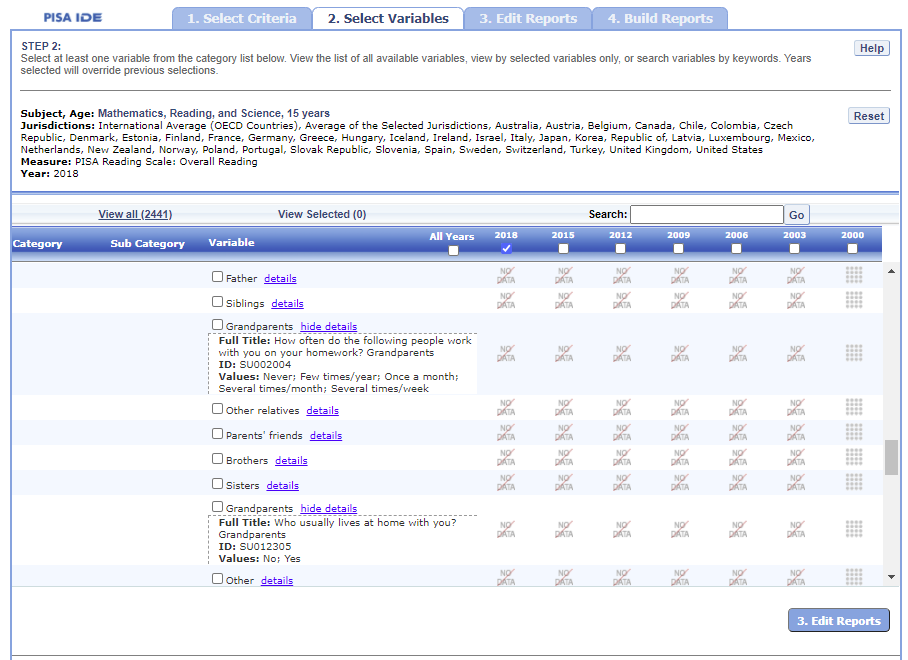 PISA IDE
1. Select Criteria
2. Select Variables
3. Edit Reports
4. Build Reports
STEP 2:
Select at least one variable from the category list below. View the list of all available variables, view by selected variables only, or search variables by keywords. Years
selected will override previous selections.
Help
Subject, Age: Mathematics, Reading, and Science, 15 years
Reset
Jurisdictions: International Average (OECD Countries), Average of the Selected Jurisdictions, Australia, Austria, Belgium, Canada, Chile, Colombia, Czech
Republic, Denmark, Estonia, Finland, France, Germany, Greece, Hungary, Iceland, Ireland, Israel, Italy, Japan, Korea, Republic of, Latvia, Luxembourg, Mexico,
Netherlands, New Zealand, Norway, Poland, Portugal, Slovak Republic, Slovenia, Spain, Sweden, Switzerland, Turkey, United Kingdom, United States
Measure: PISA Reading Scale: Overall Reading
Year: 2018
View all (2441) View Selected (0) Search: Go
Category Sub Category Variable All Years 2018 2015 2012 2009 2006 2003 2000
Father details NO DATA NO DATA NO DATA NO DATA NO DATA NO DATA
Siblings details NO DATA NO DATA NO DATA NO DATA NO DATA NO DATA
Grandparents hide details
Full Title: How often do the following people work
with you on your homework? Grandparents NO DATA NO DATA NO DATA NO DATA NO DATA NO DATA
ID: SU002004
Values: Never; Few times/year; Once a month;
Several times/month; Several times/week
Other relatives details NO DATA NO DATA NO DATA NO DATA NO DATA NO DATA
Parents' friends details NO DATA NO DATA NO DATA NO DATA NO DATA NO DATA
Brothers details NO DATA NO DATA NO DATA NO DATA NO DATA NO DATA
Sisters details NO DATA NO DATA NO DATA NO DATA NO DATA NO DATA
Grandparents hide details
Full Title: Who usually lives at home with you?
Grandparents NO DATA NO DATA NO DATA NO DATA NO DATA NO DATA
ID: SU012305
Values: No; Yes
Other details NO DATA NO DATA NO DATA NO DATA NO DATA NO DATA
3. Edit Reports